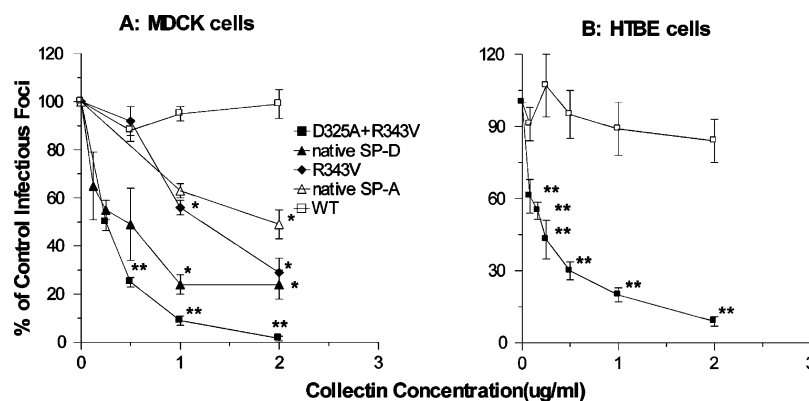 A: MDCK cells
B: HTBE cells
% of Control Infectious Foci
120
100
80
60
40
20
0
0 1 2 3
D325A+R343V
native SP-D
R343V
native SP-A
WT
*
*
*
*
*
**
**
**
120
90
60
30
0
0 1 2 3
**
**
**
**
**
**
Collectin Concentration(ug/ml)